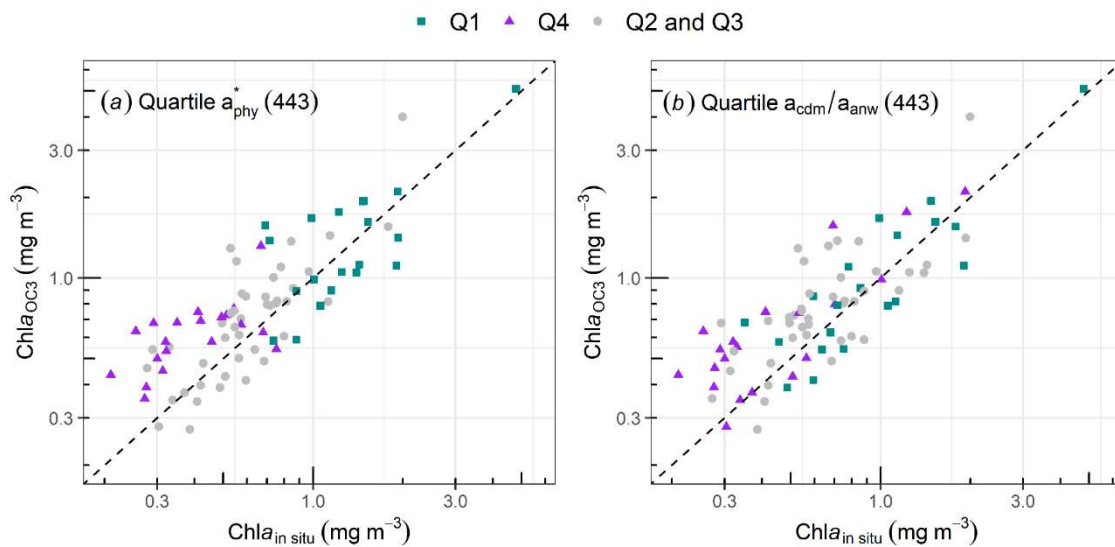 Q1 Q4 Q2 and Q3
(a) Quartile a*phy (443)
(b) Quartile acdm/aanw (443)
ChlaOC3 (mg m−3)
3.0
1.0
0.3
0.3 1.0 3.0
Chlain situ (mg m−3)
ChlaOC3 (mg m−3)
3.0
1.0
0.3
0.3 1.0 3.0
Chlain situ (mg m−3)